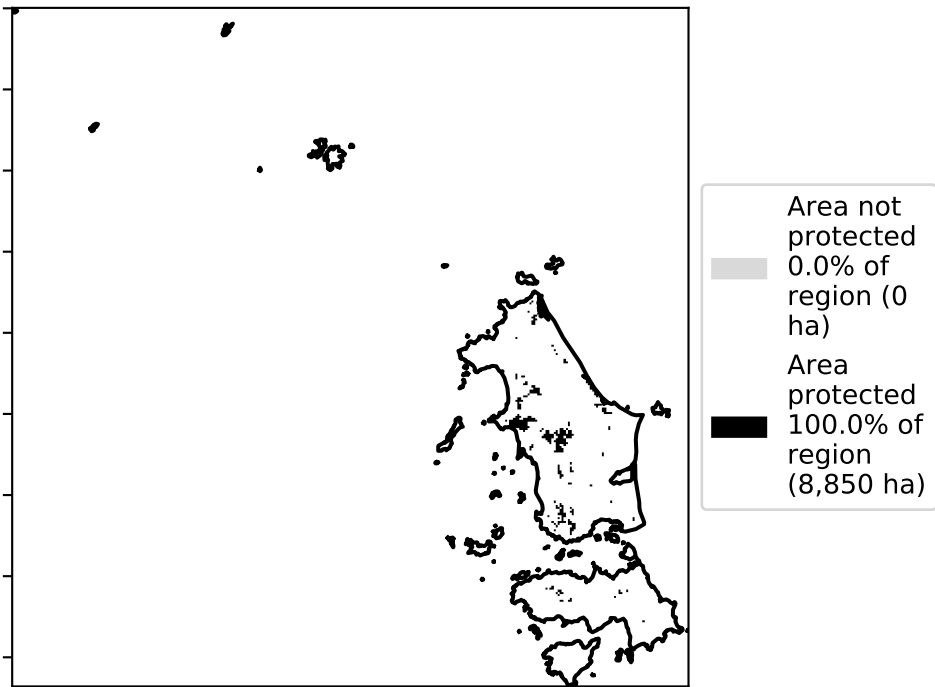 Area not
protected
0.0% of
region (0
ha)
Area
protected
100.0% of
region
(8,850 ha)